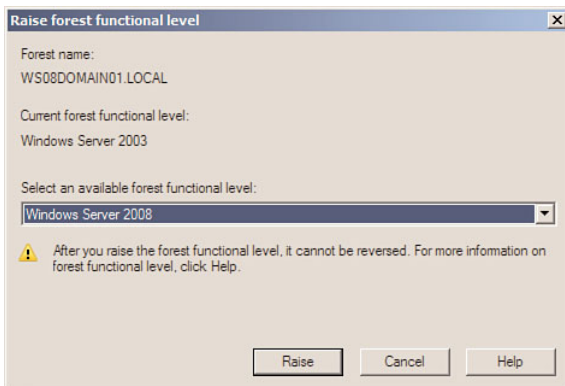 Raise forest functional level
Forest name:
WS08DOMAIN01.LOCAL
Current forest functional level:
Windows Server 2003
Select an available forest functional level:
Windows Server 2008
After you raise the forest functional level, it cannot be reversed. For more information on
forest functional level, click Help.
Raise Cancel Help